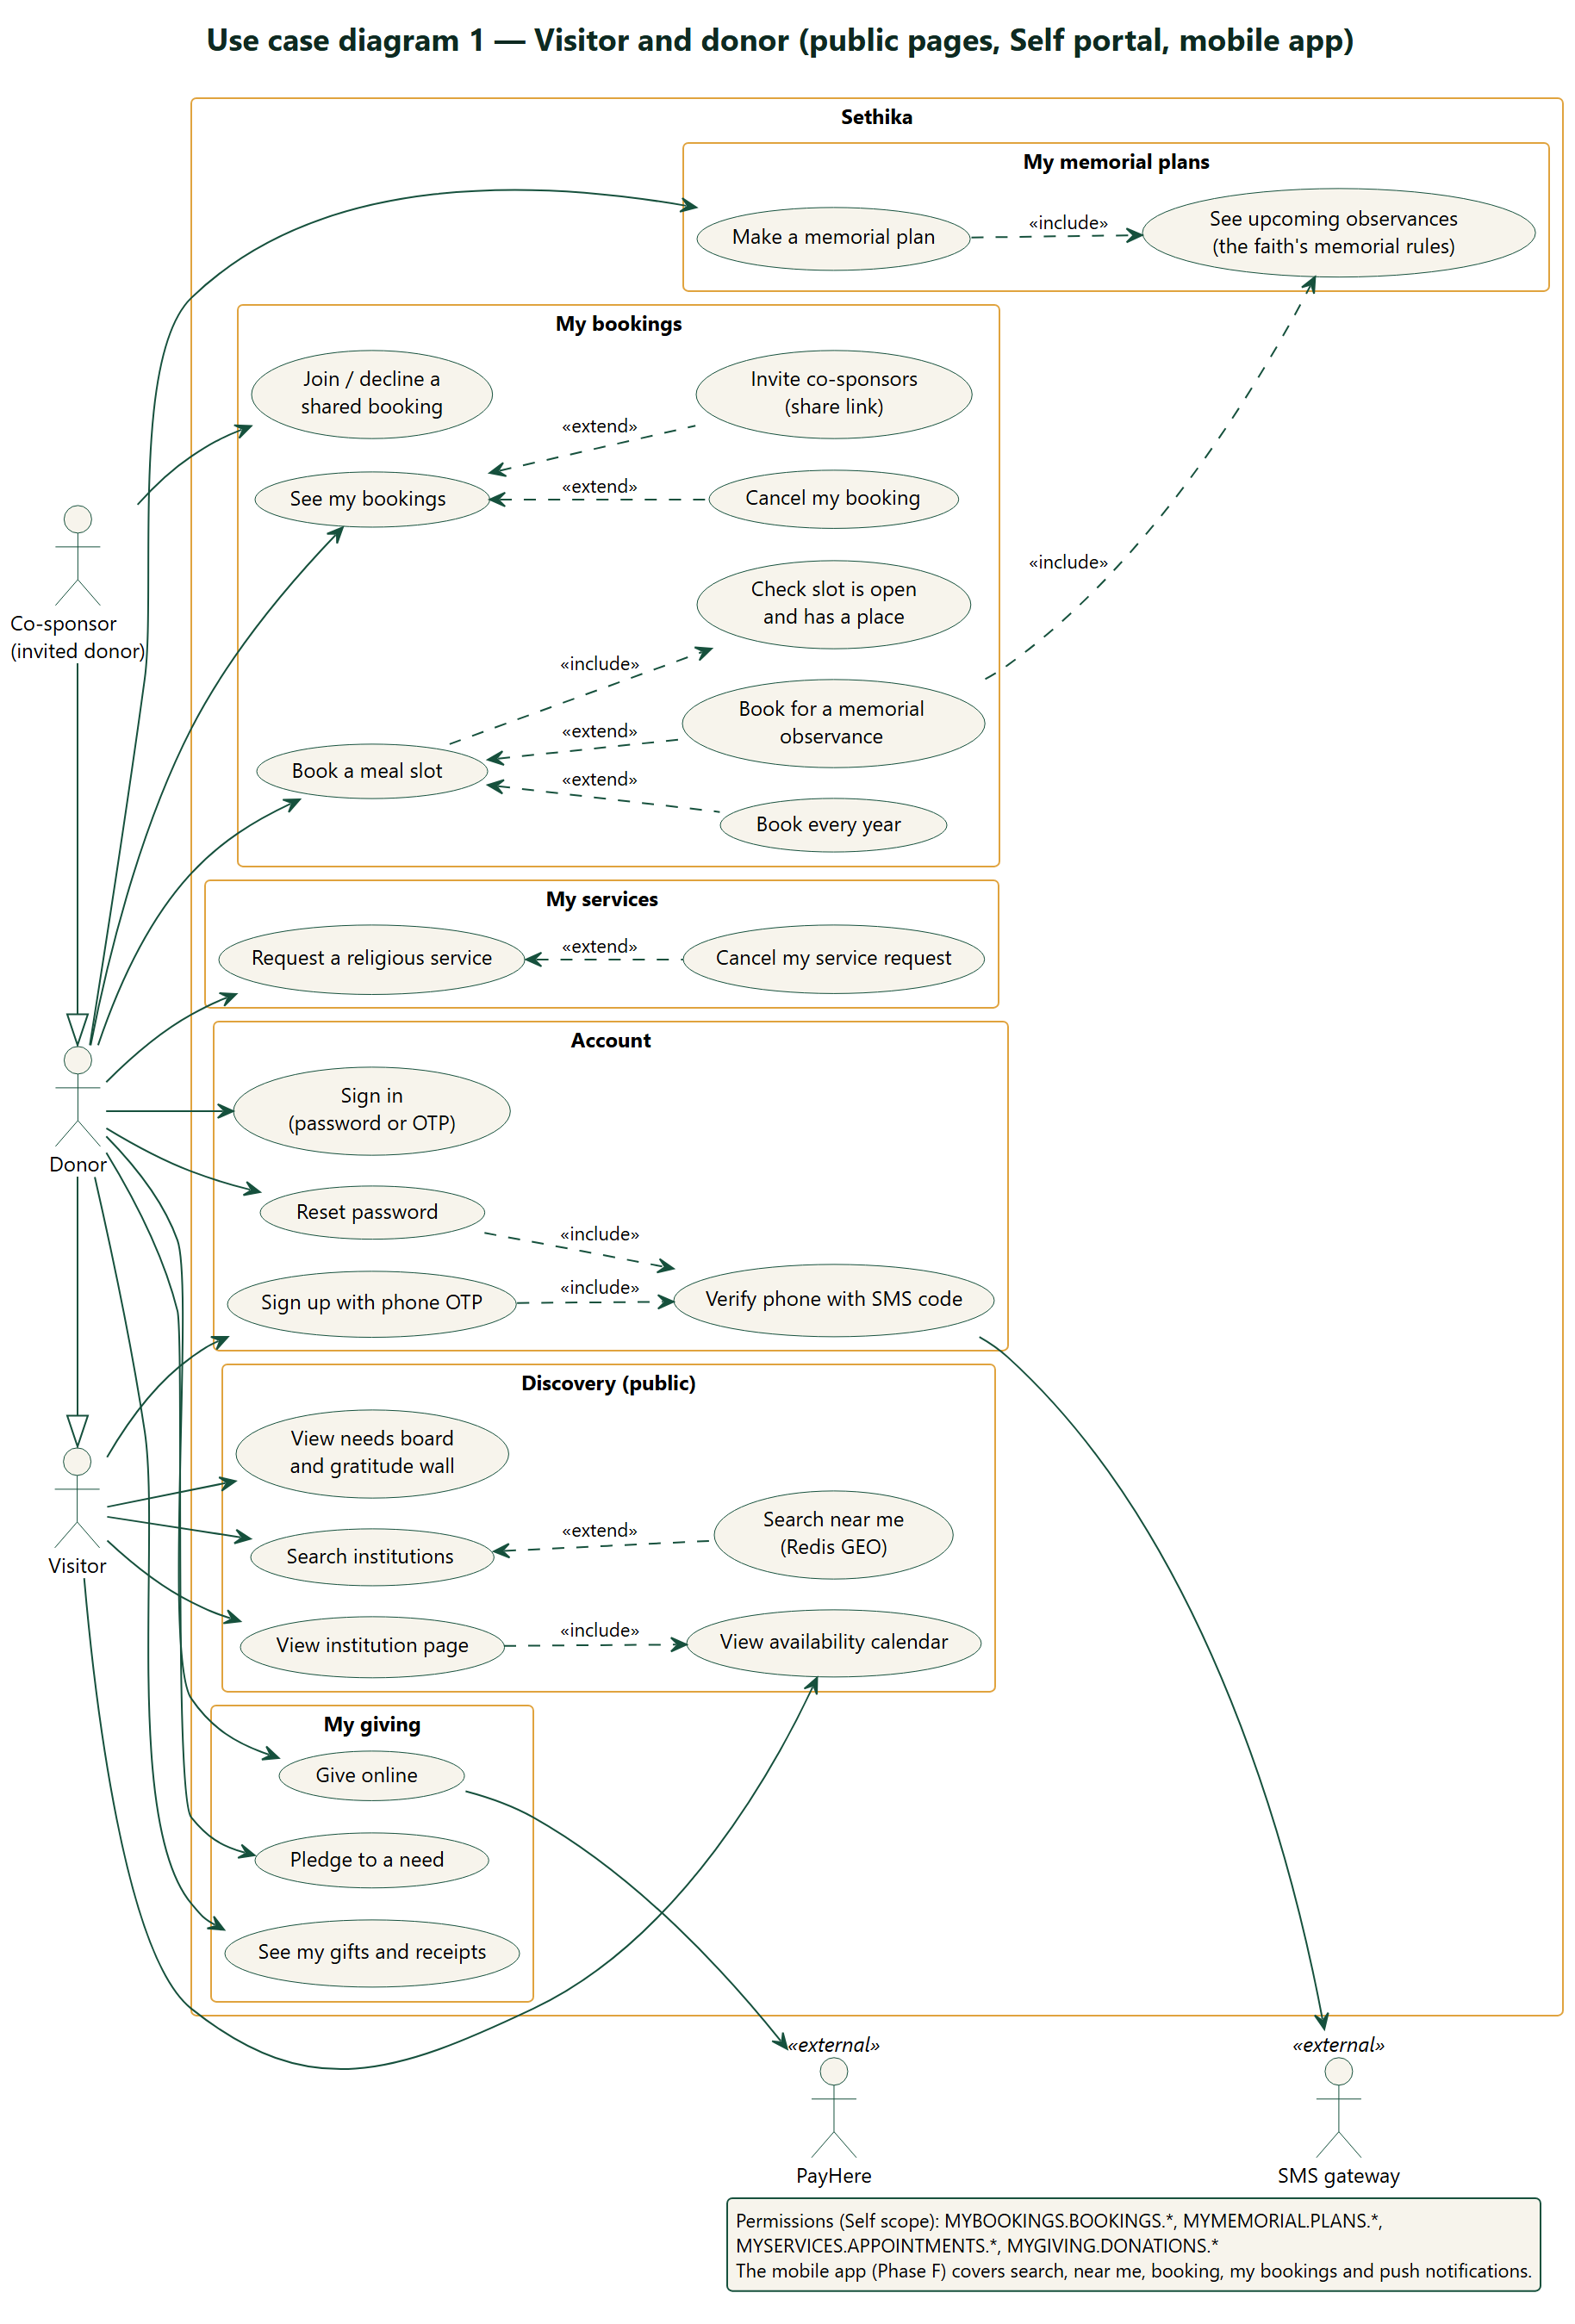 Use case diagram 1 — Visitor and donor (public pages, Self portal, mobile app)
Sethika
My memorial plans
Make a memorial plan
«include»
See upcoming observances
(the faith's memorial rules)
My bookings
Join / decline a
shared booking
Invite co-sponsors
(share link)
«extend»
See my bookings
«extend»
Cancel my booking
Co-sponsor
(invited donor)
Check slot is open
and has a place
«include»
«include»
Book for a memorial
observance
«extend»
Book a meal slot
«extend»
Book every year
My services
Request a religious service
«extend»
Cancel my service request
Account
Sign in
(password or OTP)
Donor
Reset password
«include»
Sign up with phone OTP
«include»
Verify phone with SMS code
Discovery (public)
View needs board
and gratitude wall
Visitor
Search institutions
«extend»
Search near me
(Redis GEO)
View institution page
«include»
View availability calendar
My giving
Give online
Pledge to a need
See my gifts and receipts
«external»
PayHere
«external»
SMS gateway
Permissions (Self scope): MYBOOKINGS.BOOKINGS.*, MYMEMORIAL.PLANS.*,
MYSERVICES.APPOINTMENTS.*, MYGIVING.DONATIONS.*
The mobile app (Phase F) covers search, near me, booking, my bookings and push notifications.